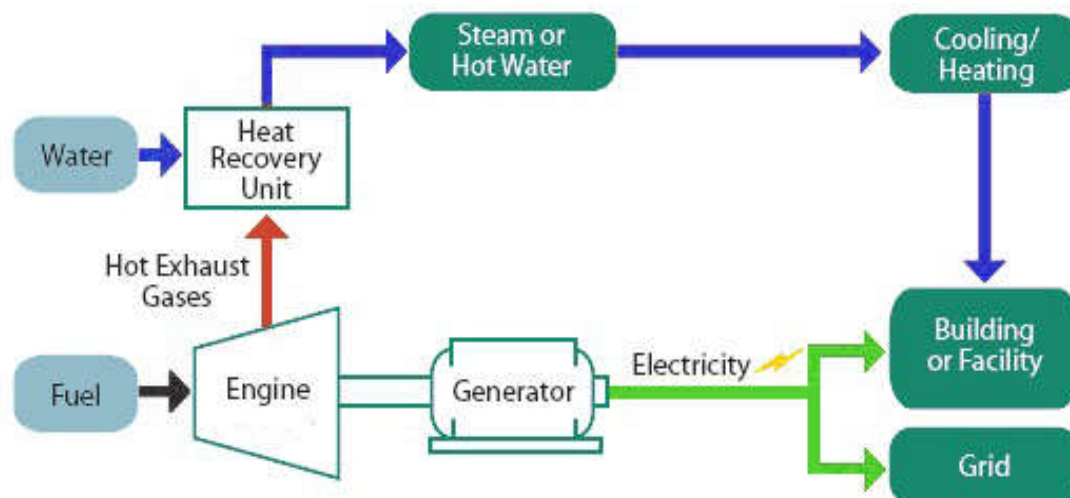 Steam or
Hot Water
Cooling/
Heating
Water
Heat
Recovery
Unit
Hot Exhaust
Gases
Fuel
Engine
Generator
Electricity
Building
or Facility
Grid